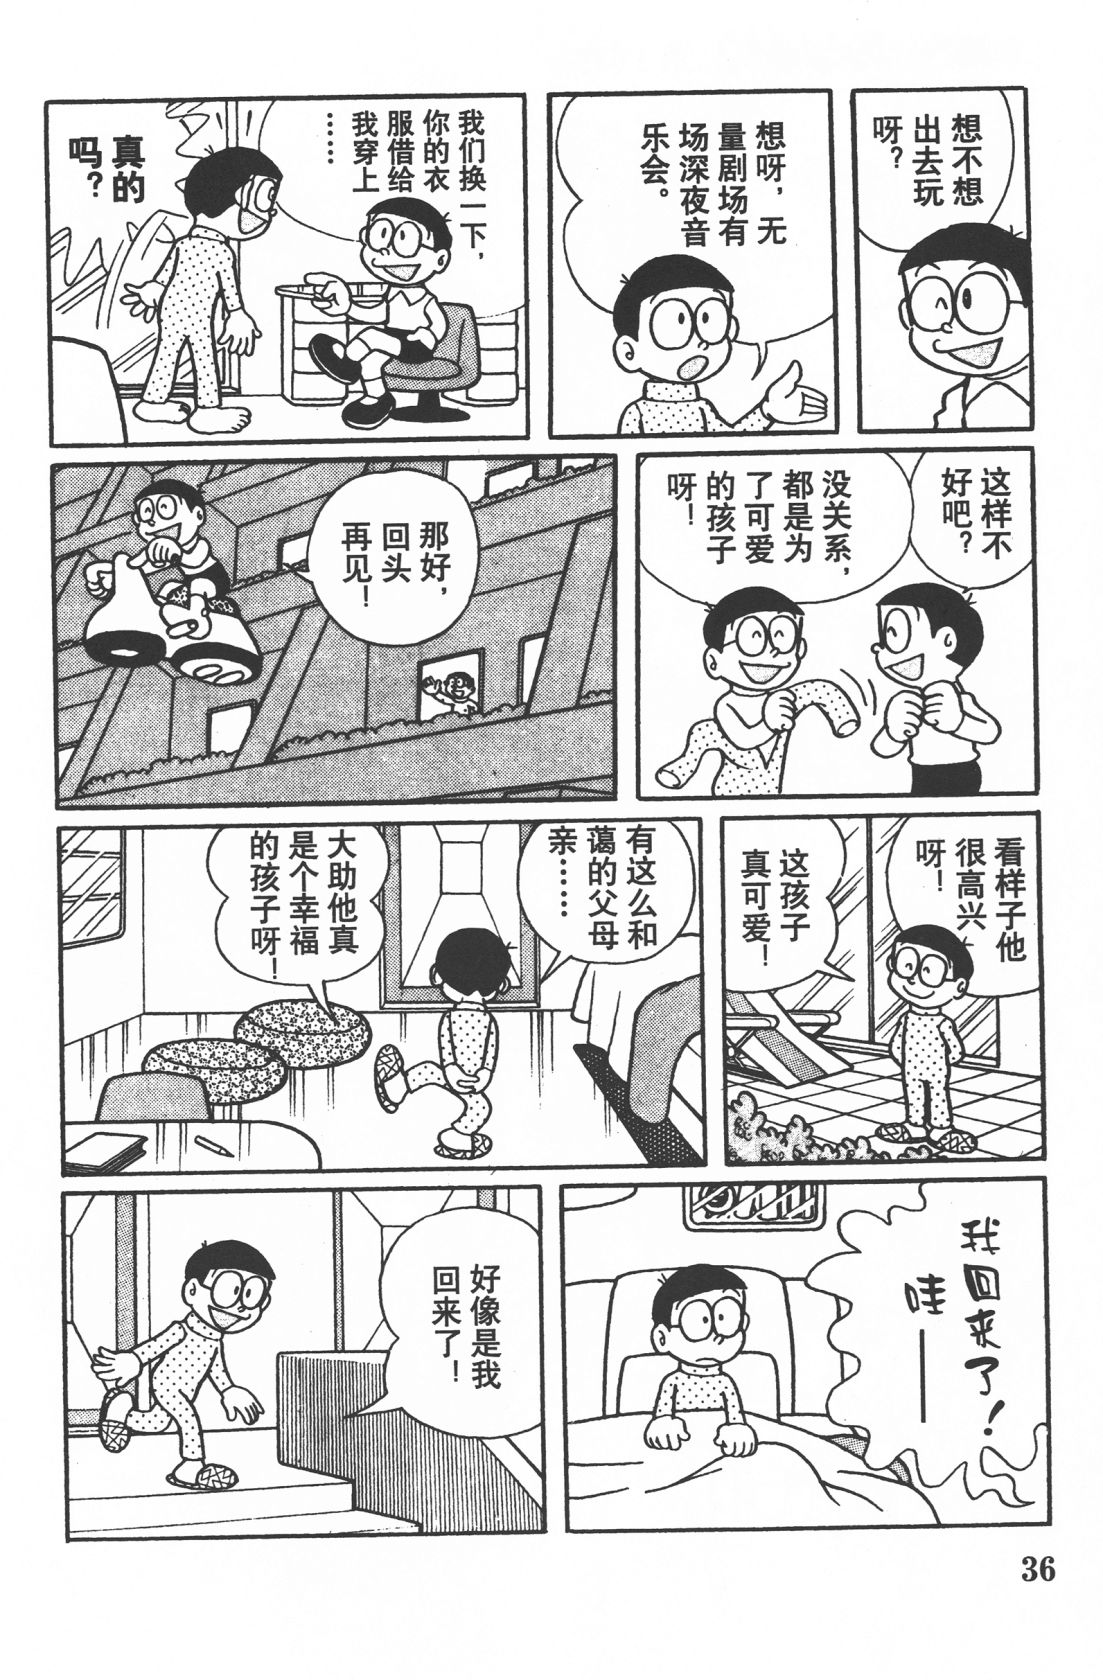 想不想
出去玩
呀？
想呀，无
量剧场有
场深夜音
乐会。
我们换一下，
你的衣
服借给
我穿上
……
真的
吗？
这样不
好吧？
没关系，
都是为
了可爱
的孩子
呀！
那好，
回头
再见！
看样子他
很高兴
呀！
这孩子
真可爱！
有这么和
蔼的父母
亲……
大助他真
是个幸福
的孩子呀！
我回来了！
哇——
好像是我
回来了！
36